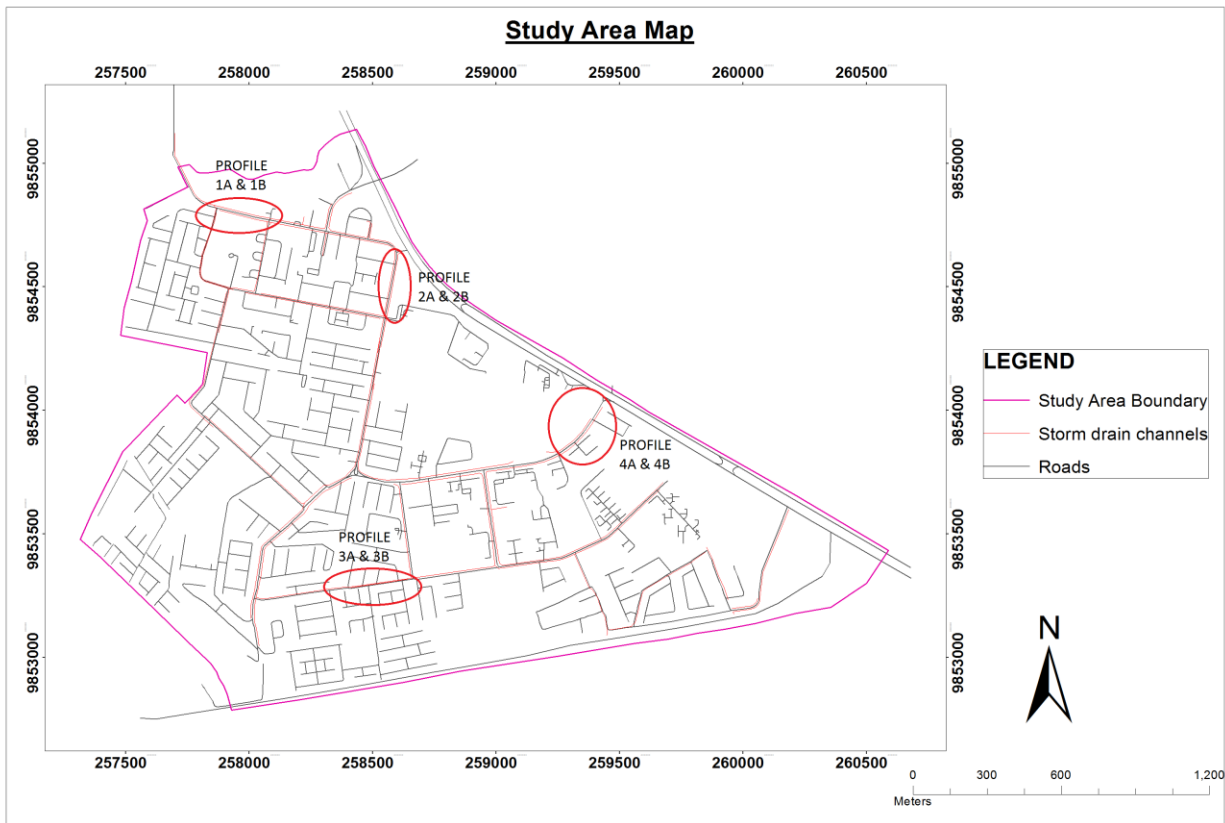 Study Area Map
257500 258000 258500 259000 259500 260000 260500
9855000 9855000
PROFILE
1A & 1B
9854500 9854500
PROFILE
2A & 2B
LEGEND
Study Area Boundary
Storm drain channels
Roads
9854000 9854000
PROFILE
4A & 4B
9853500 9853500
PROFILE
3A & 3B
N
9853000 9853000
257500 258000 258500 259000 259500 260000 260500
0 300 600 1,200
Meters